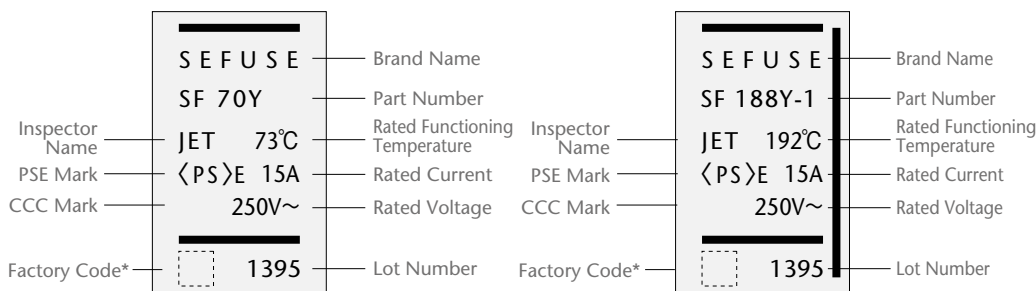 SEFUSE Brand Name
SF 70Y Part Number
Inspector Name JET 73℃ Rated Functioning Temperature
PSE Mark 〈PS〉E 15A Rated Current
CCC Mark 250V~ Rated Voltage
Factory Code* 1395 Lot Number
SEFUSE Brand Name
SF 188Y-1 Part Number
Inspector Name JET 192℃ Rated Functioning Temperature
PSE Mark 〈PS〉E 15A Rated Current
CCC Mark 250V~ Rated Voltage
Factory Code* 1395 Lot Number